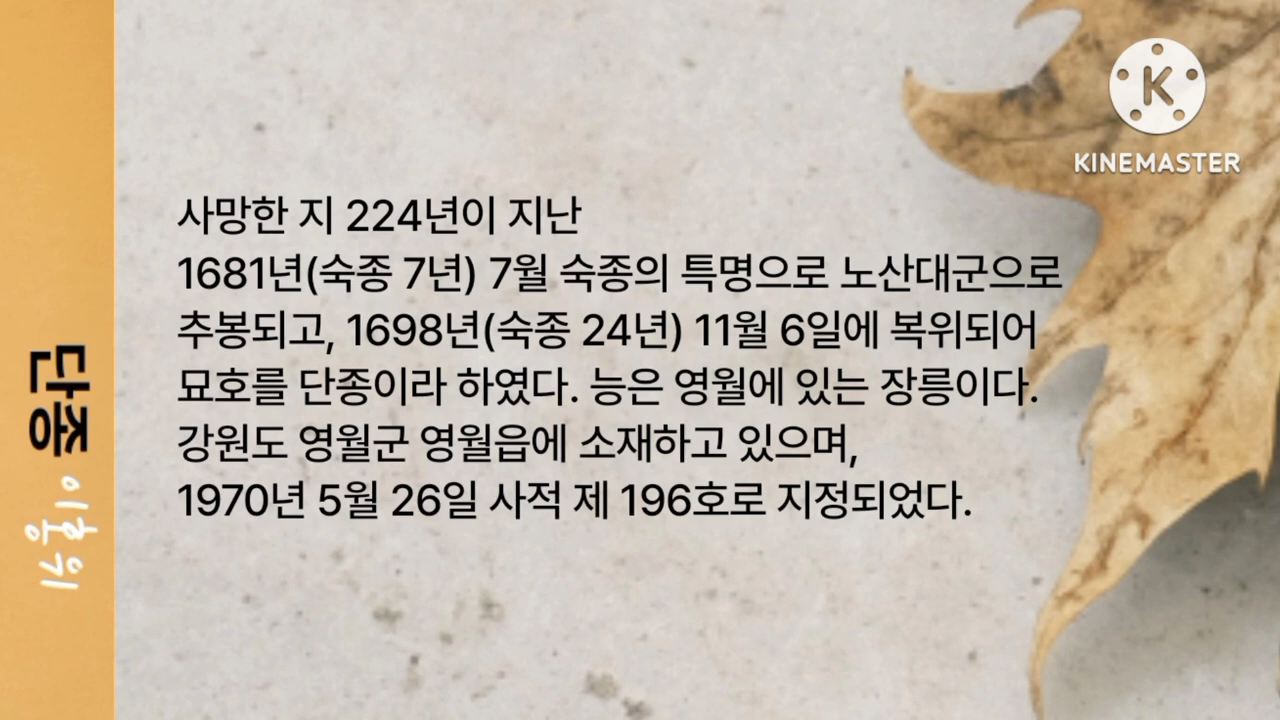 단종 이홍위
KINEMASTER
사망한 지 224년이 지난
1681년(숙종 7년) 7월 숙종의 특명으로 노산대군으로
추봉되고, 1698년(숙종 24년) 11월 6일에 복위되어
묘호를 단종이라 하였다. 능은 영월에 있는 장릉이다.
강원도 영월군 영월읍에 소재하고 있으며,
1970년 5월 26일 사적 제 196호로 지정되었다.